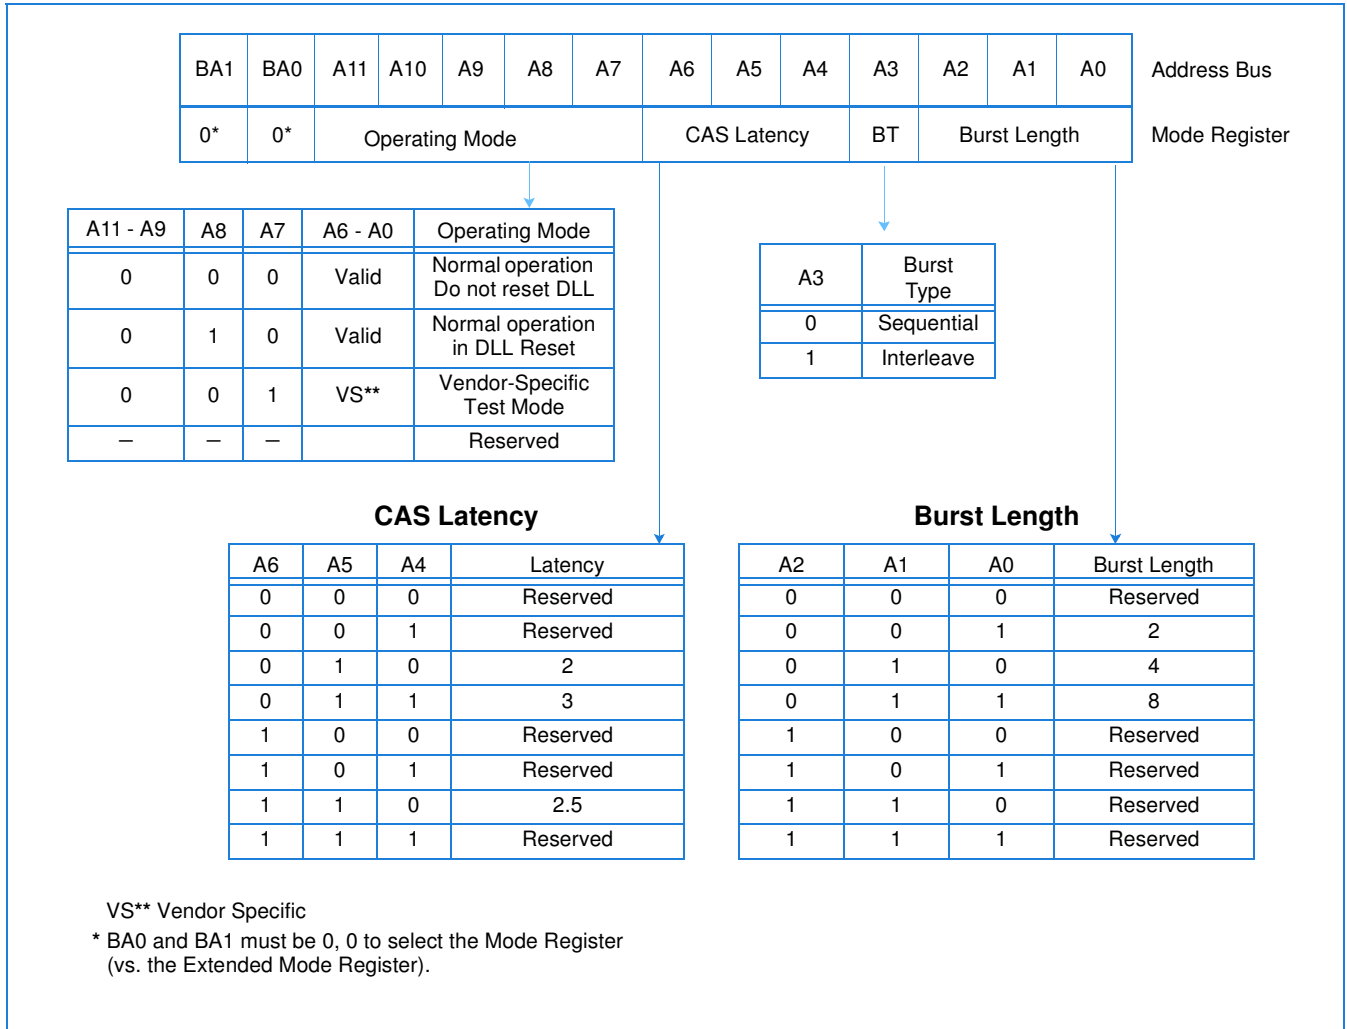 BA1 BA0 A11 A10 A9 A8 A7 A6 A5 A4 A3 A2 A1 A0 Address Bus
0* 0* Operating Mode CAS Latency BT Burst Length Mode Register
A11 - A9 A8 A7 A6 - A0 Operating Mode
0 0 0 Valid Normal operation
Do not reset DLL
0 1 0 Valid Normal operation
in DLL Reset
0 0 1 VS** Vendor-Specific
Test Mode
— — — Reserved
A3 Burst
Type
0 Sequential
1 Interleave
CAS Latency
A6 A5 A4 Latency
0 0 0 Reserved
0 0 1 Reserved
0 1 0 2
0 1 1 3
1 0 0 Reserved
1 0 1 Reserved
1 1 0 2.5
1 1 1 Reserved
Burst Length
A2 A1 A0 Burst Length
0 0 0 Reserved
0 0 1 2
0 1 0 4
0 1 1 8
1 0 0 Reserved
1 0 1 Reserved
1 1 0 Reserved
1 1 1 Reserved
VS** Vendor Specific
* BA0 and BA1 must be 0, 0 to select the Mode Register
(vs. the Extended Mode Register).